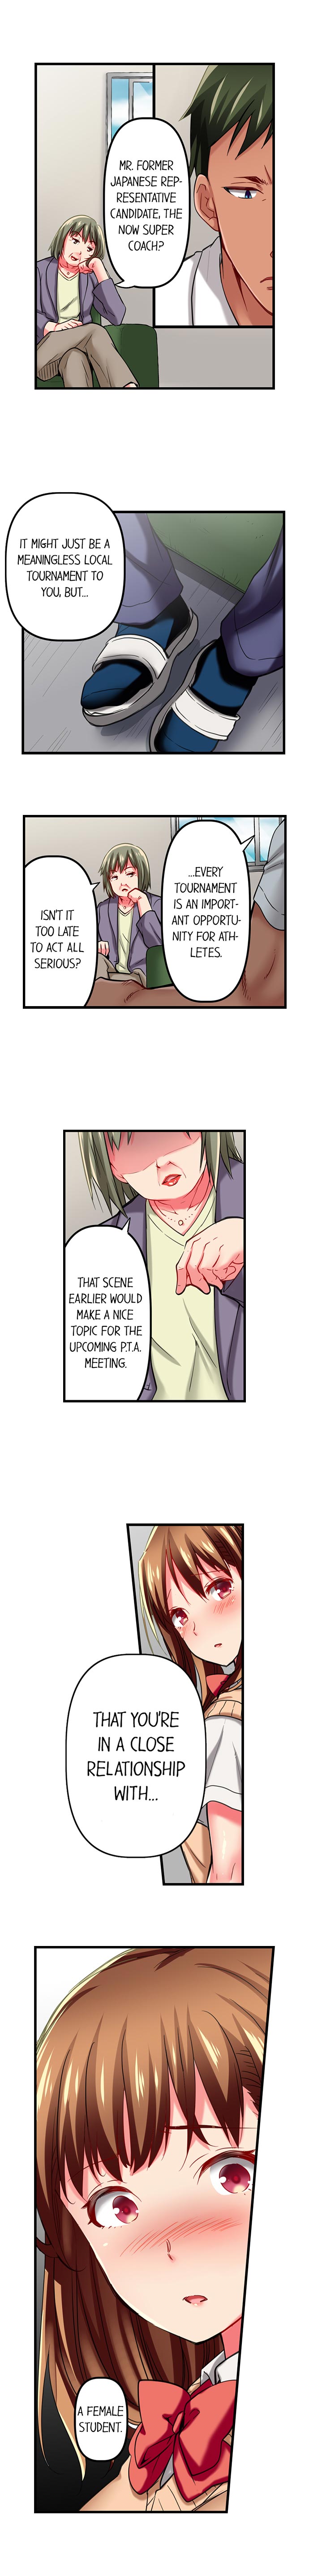 MR. FORMER
JAPANESE REP-
RESENTATIVE
CANDIDATE, THE
NOW SUPER
COACH?
IT MIGHT JUST BE A
MEANINGLESS LOCAL
TOURNAMENT TO
YOU, BUT...
...EVERY
TOURNAMENT
IS AN IMPORT-
ANT OPPORTU-
NITY FOR ATH-
LETES.
ISN'T IT
TOO LATE
TO ACT ALL
SERIOUS?
THAT SCENE
EARLIER WOULD
MAKE A NICE
TOPIC FOR THE
UPCOMING P.T.A.
MEETING.
THAT YOU'RE
IN A CLOSE
RELATIONSHIP
WITH...
A FEMALE
STUDENT.